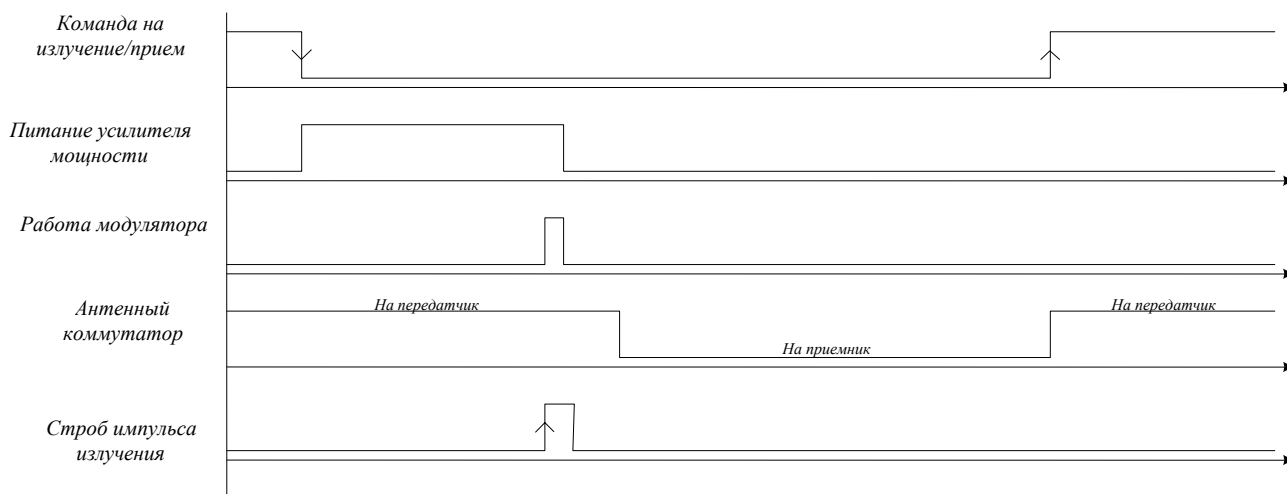 Команда на
излучение/прием
Питание усилителя
мощности
Работа модулятора
Антенный
коммутатор
На передатчик
На передатчик
На приемник
Строб импульса
излучения